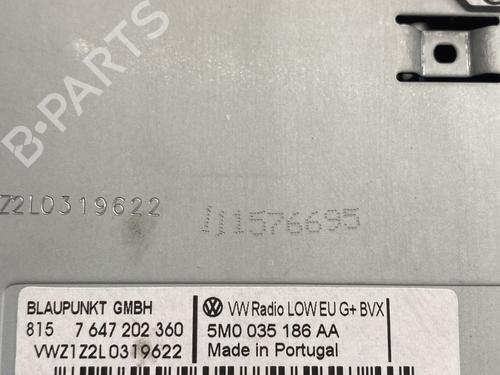 Z2L0319622
111576695
BLAUPUNKT GMBH
815 7 647 202 360
VWZ1Z2L0319622
VW Radio LOW EU G+ BVX
5M0 035 186 AA
Made in Portugal
B-PARTS